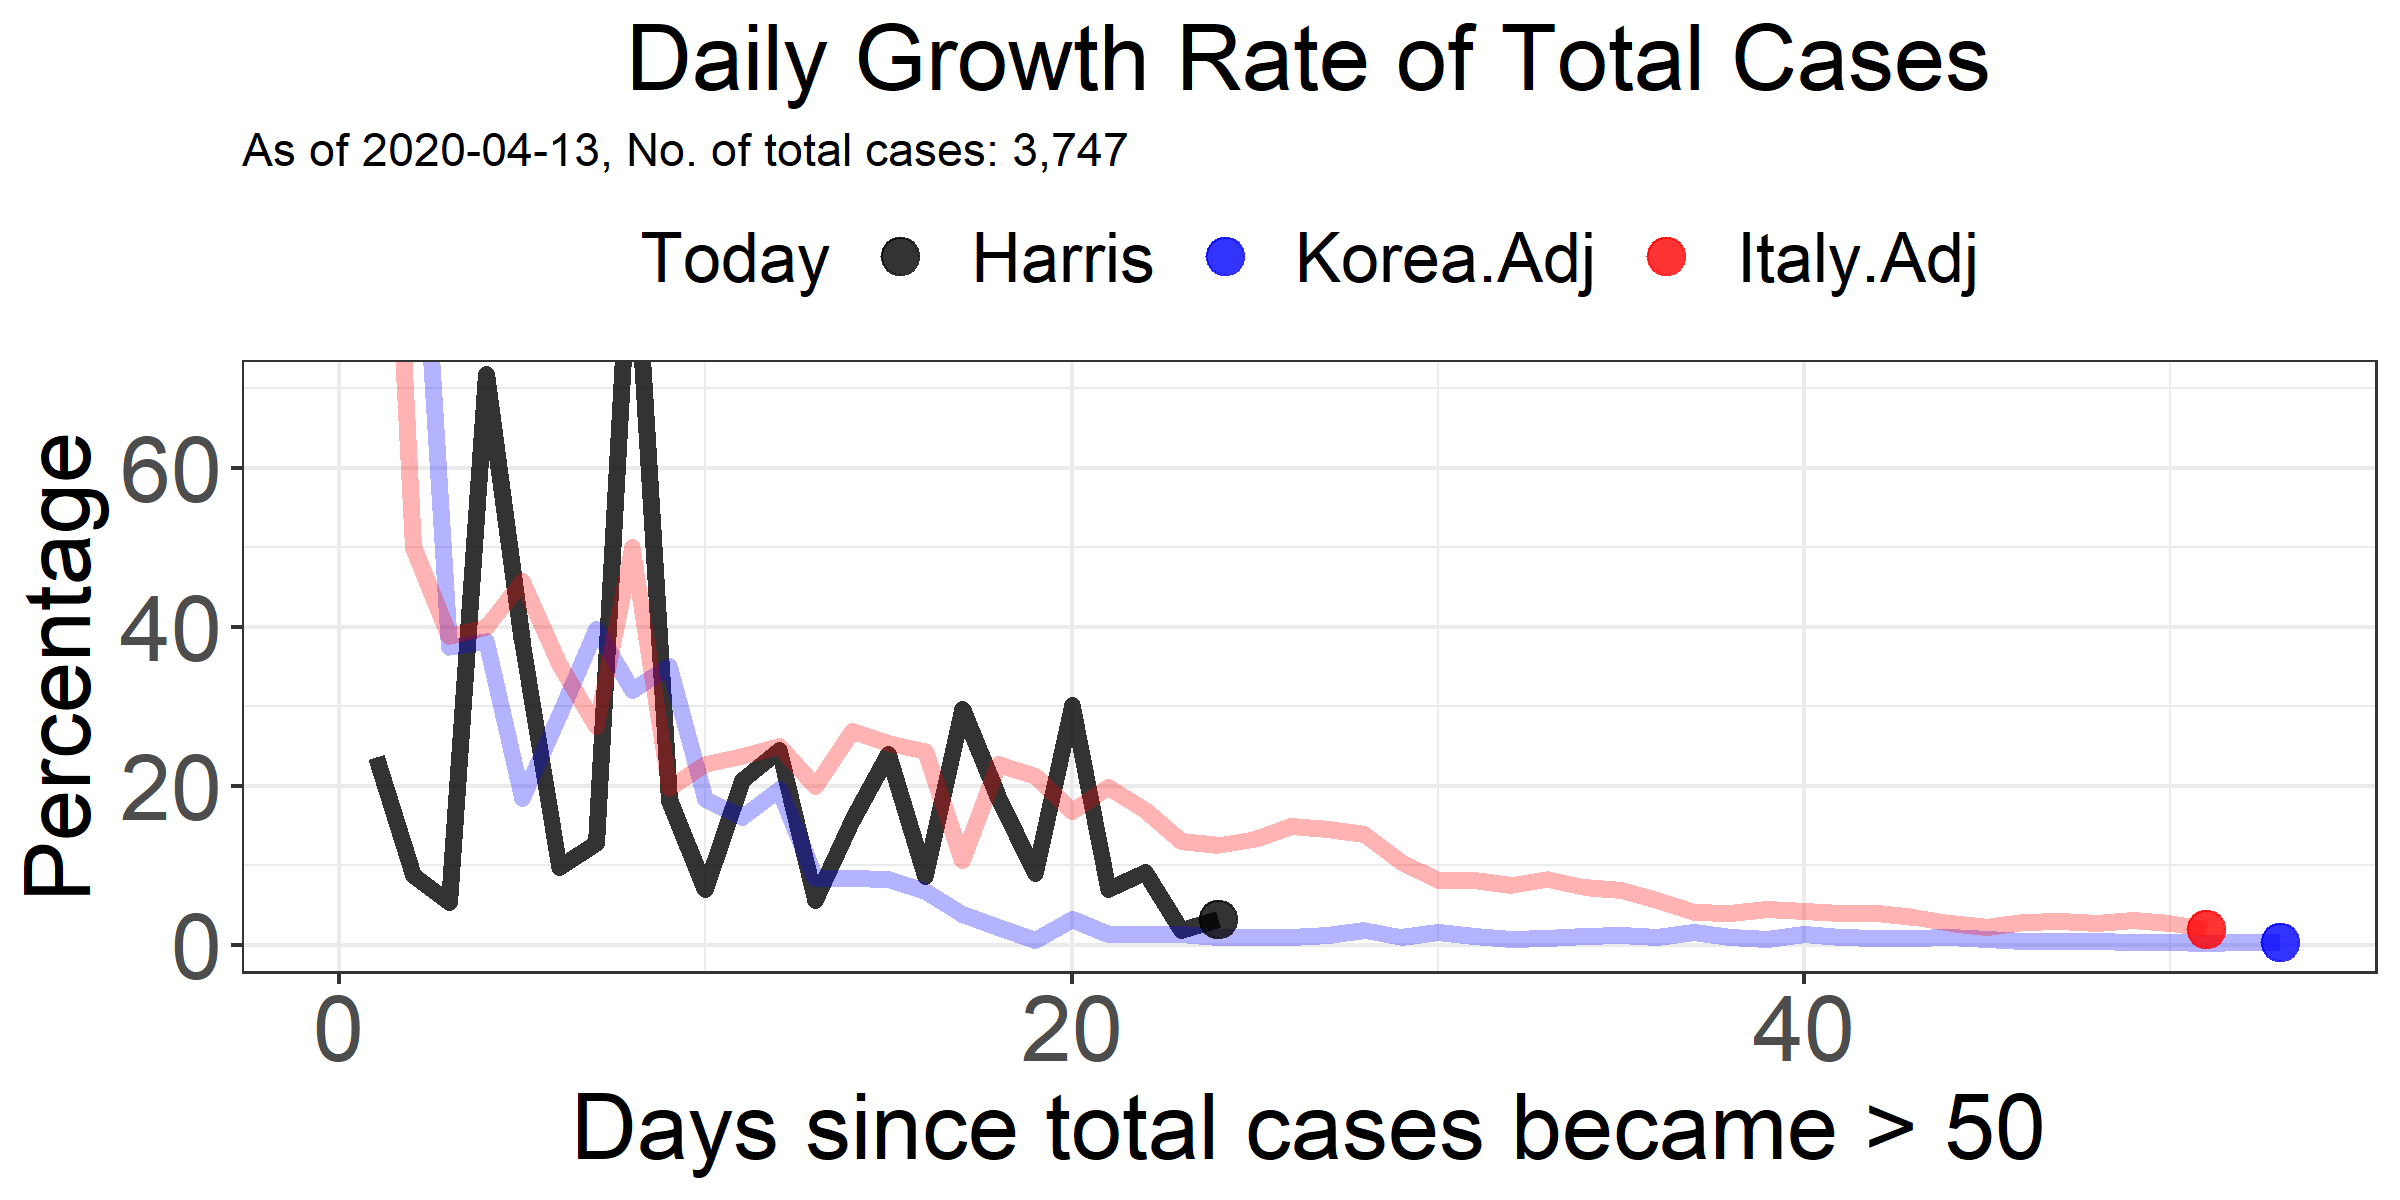 Daily Growth Rate of Total Cases
As of 2020-04-13, No. of total cases: 3,747
Today Harris Korea.Adj Italy.Adj
Percentage
60
40
20
0
0 20 40
Days since total cases became > 50